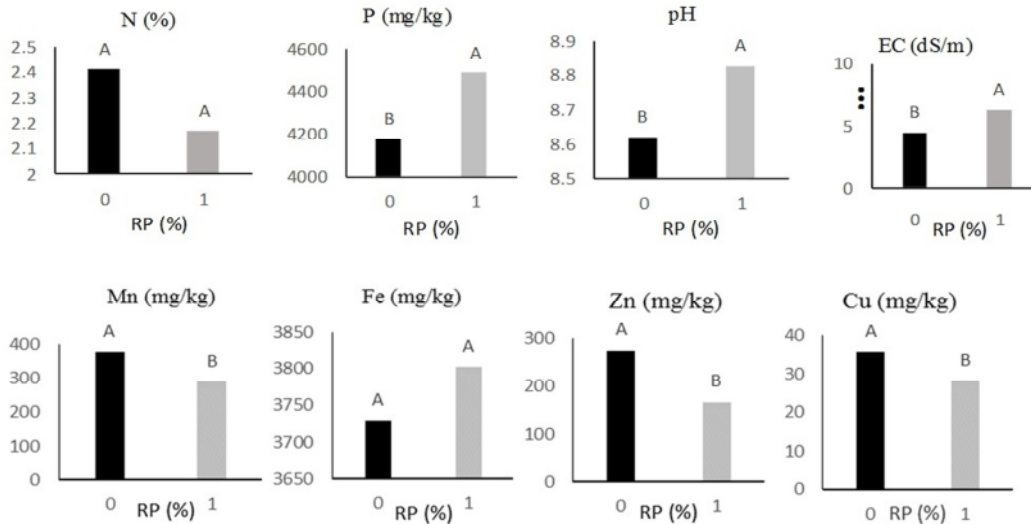 N (%)
2.5
2.4
2.3
2.2
2.1
2
A
A
0
1
RP (%)
P (mg/kg)
4600
4400
4200
4000
B
A
0
1
RP (%)
pH
8.9
8.8
8.7
8.6
8.5
B
A
0
1
RP (%)
EC (dS/m)
10
5
0
B
A
0
1
RP (%)
Mn (mg/kg)
400
300
200
100
0
A
B
0
1
RP (%)
Fe (mg/kg)
3850
3800
3750
3700
3650
A
A
0
1
RP (%)
Zn (mg/kg)
300
200
100
0
A
B
0
1
RP (%)
Cu (mg/kg)
40
30
20
10
0
A
B
0
RP (%)
1